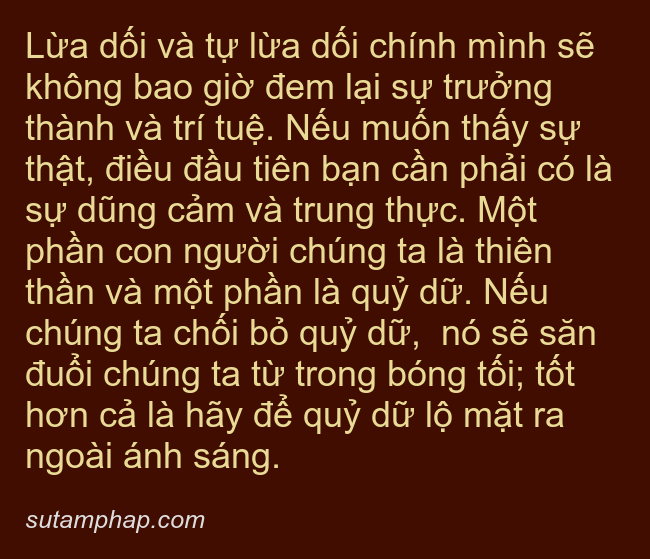 Lừa dối và tự lừa dối chính mình sẽ
không bao giờ đem lại sự trưởng
thành và trí tuệ. Nếu muốn thấy sự
thật, điều đầu tiên bạn cần phải có là
sự dũng cảm và trung thực. Một
phần con người chúng ta là thiên
thần và một phần là quỷ dữ. Nếu
chúng ta chối bỏ quỷ dữ,  nó sẽ săn
đuổi chúng ta từ trong bóng tối; tốt
hơn cả là hãy để quỷ dữ lộ mặt ra
ngoài ánh sáng.
sutamphap.com